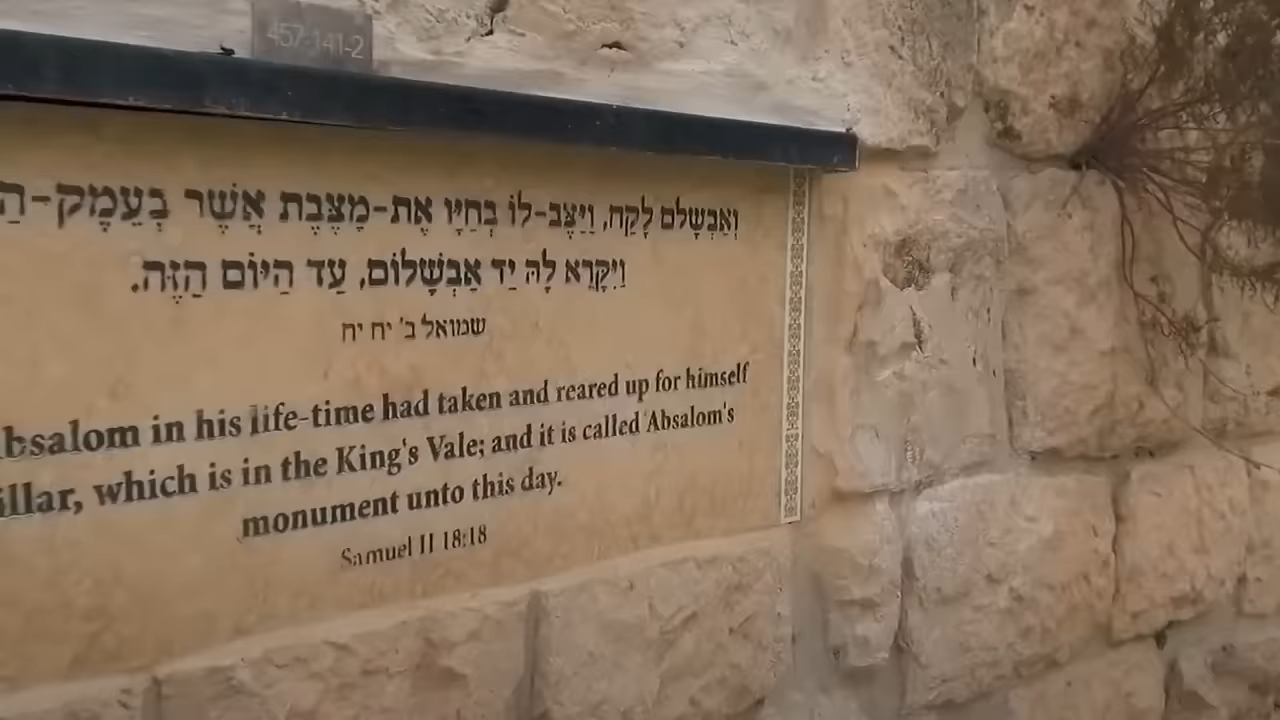 457-141-2
וְאַבְשָׁלֹם לָקַח, וַיַּצֶּב-לוֹ בְחַיָּו אֶת-מַצֶּבֶת אֲשֶׁר בְּעֵמֶק-הַ
וַיִּקְרָא לָהּ יַד אַבְשָׁלוֹם, עַד הַיּוֹם הַזֶּה.
שמואל ב' יח יח
bsalom in his life-time had taken and reared up for himself
illar, which is in the King's Vale; and it is called Absalom's
monument unto this day.
Samuel II 18:18